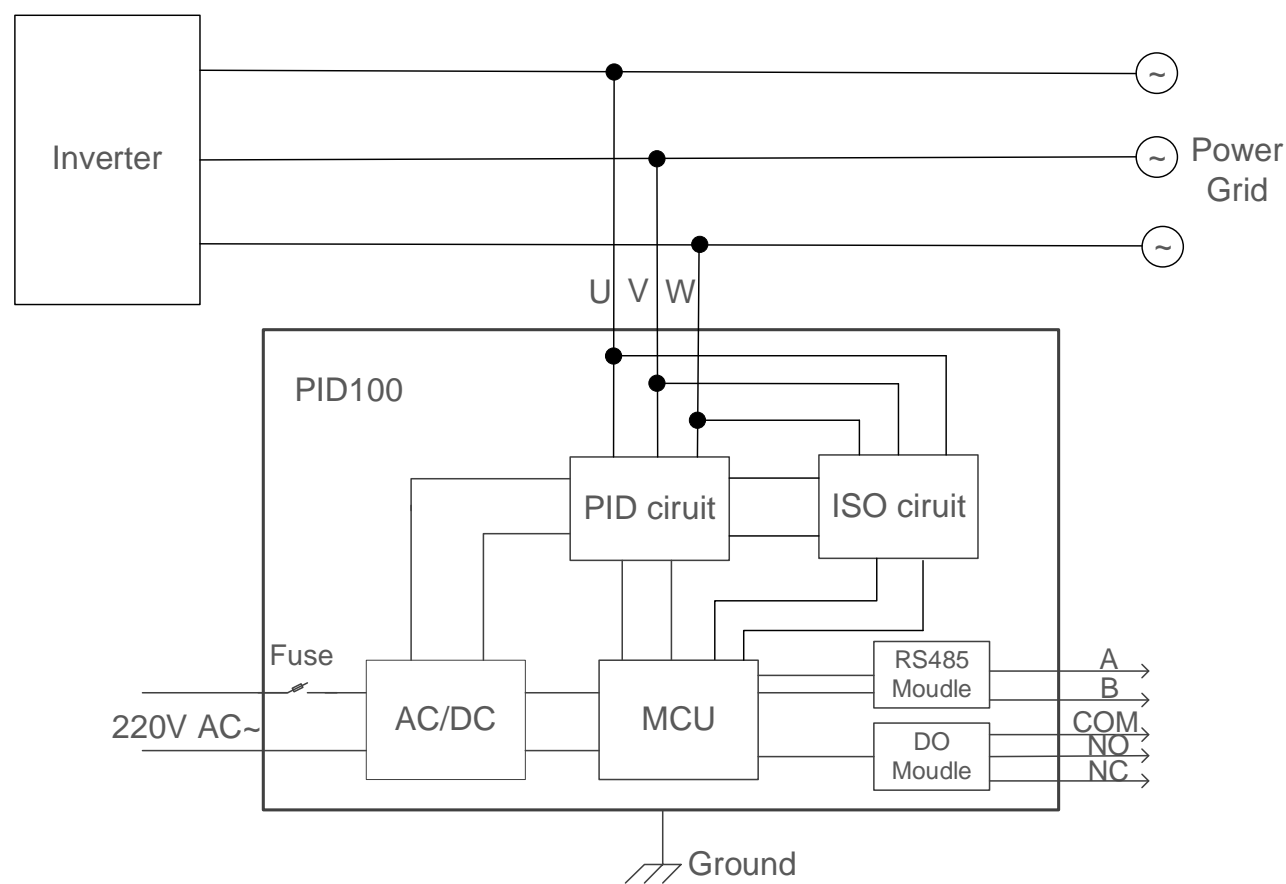 Inverter
Power
Grid
U V W
PID100
PID ciruit
ISO ciruit
Fuse
220V AC~
AC/DC
MCU
RS485
Moudle
A
B
DO
Moudle
COM
NO
NC
Ground